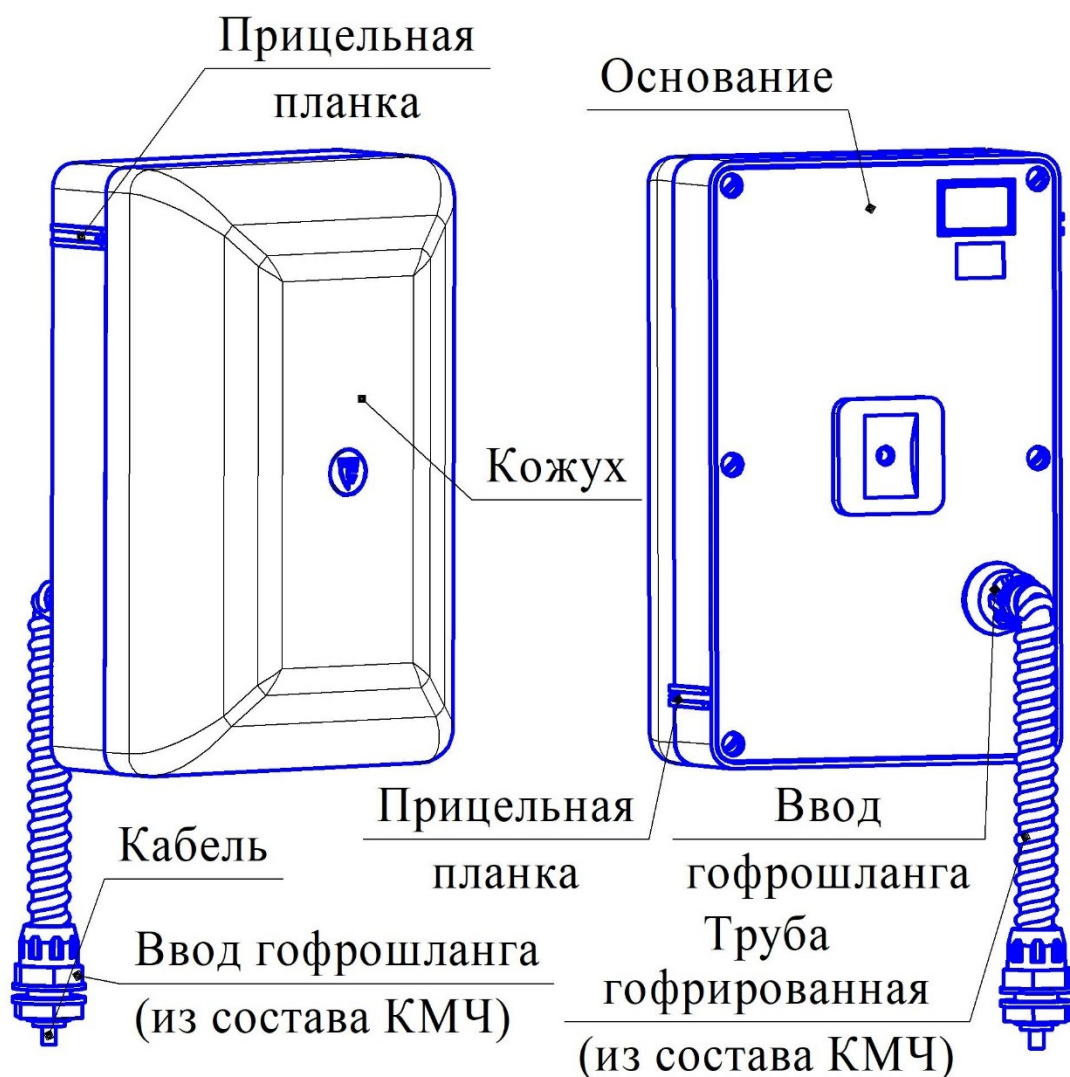 Прицельная
планка
Основание
Кожух
Прицельная
планка
Ввод
гофрошланга
Кабель
Ввод гофрошланга
(из состава КМЧ)
Труба
гофрированная
(из состава КМЧ)